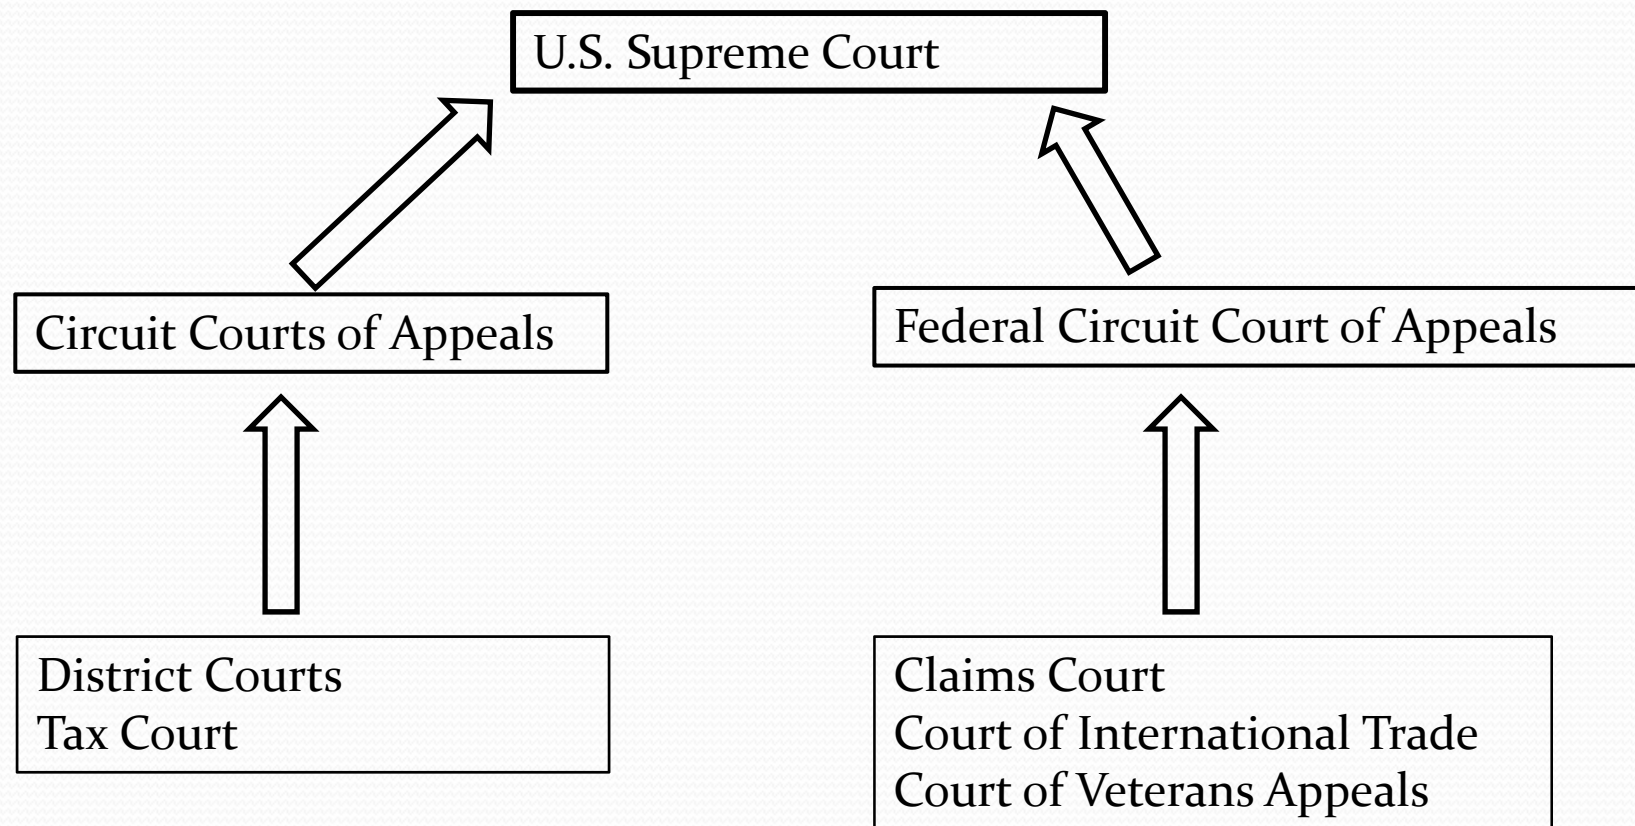 U.S. Supreme Court
Circuit Courts of Appeals
Federal Circuit Court of Appeals
District Courts
Tax Court
Claims Court
Court of International Trade
Court of Veterans Appeals